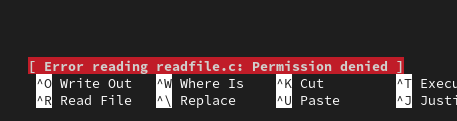 [ Error reading readfile.c: Permission denied ]
^O Write Out ^W Where Is ^K Cut ^T Execu
^R Read File ^\ Replace ^U Paste ^J Justi